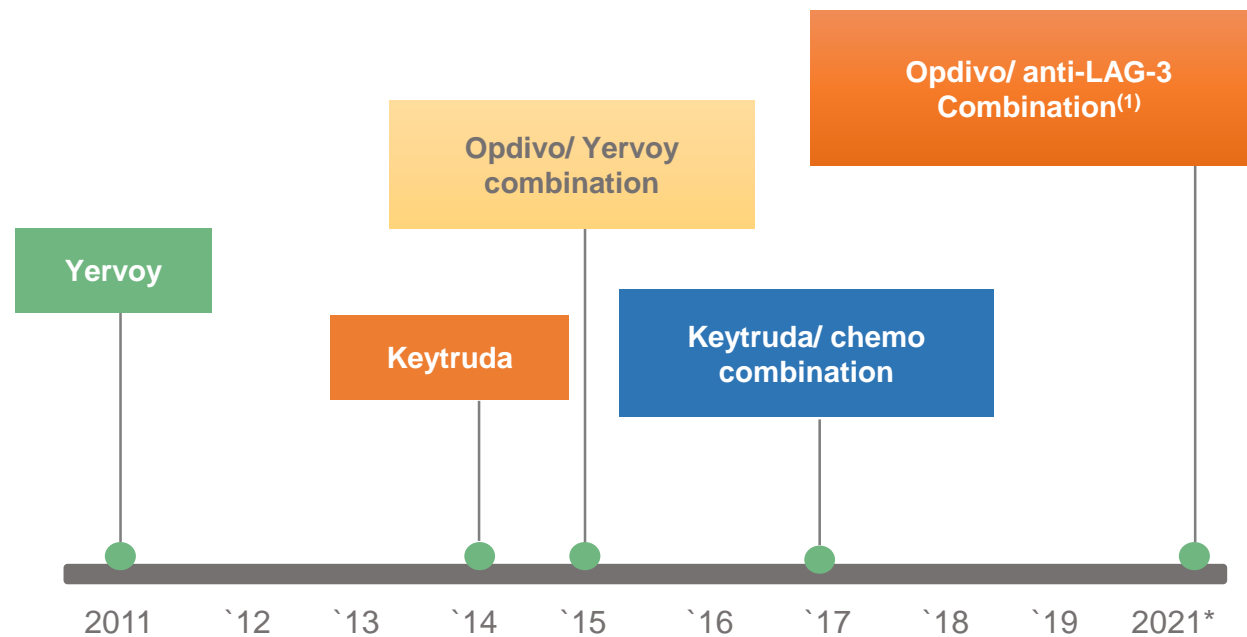 Opdivo/ anti-LAG-3
Combination(1)
Opdivo/ Yervoy
combination
Yervoy
Keytruda/ chemo
combination
Keytruda
2011 `12 `13 `14 `15 `16 `17 `18 `19 2021*